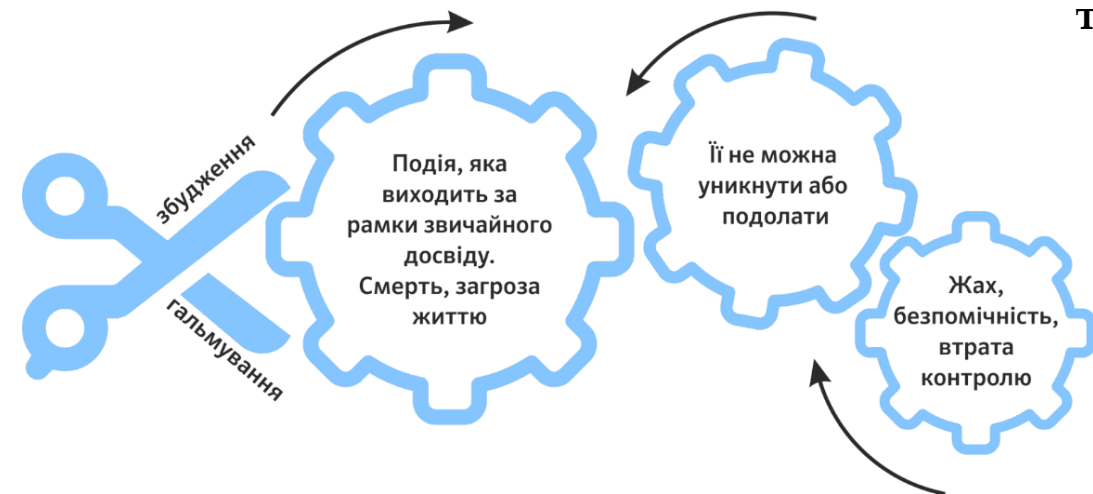 збудження
гальмування
Подія, яка
виходить за
рамки звичайного
досвіду.
Смерть, загроза
життю
Її не можна
уникнути або
подолати
Жах,
безпомічність,
втрата
контролю